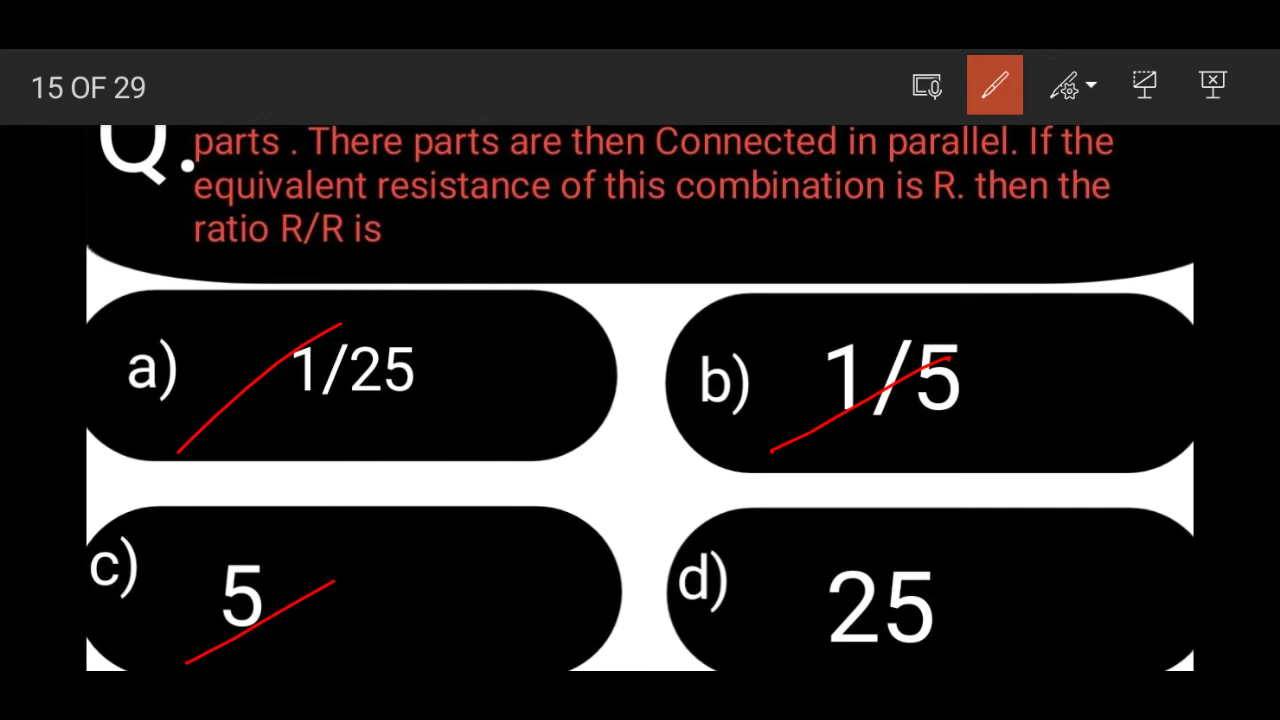 15 OF 29
Q. parts . There parts are then Connected in parallel. If the
equivalent resistance of this combination is R. then the
ratio R/R is
a) 1/25
b) 1/5
c) 5
d) 25